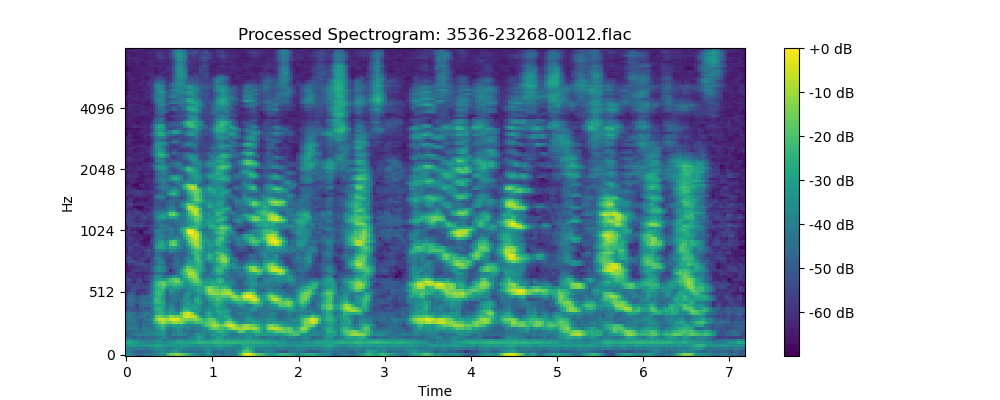 Processed Spectrogram: 3536-23268-0012.flac
Hz
4096
2048
1024
512
0
0 1 2 3 4 5 6 7
Time
+0 dB
-10 dB
-20 dB
-30 dB
-40 dB
-50 dB
-60 dB